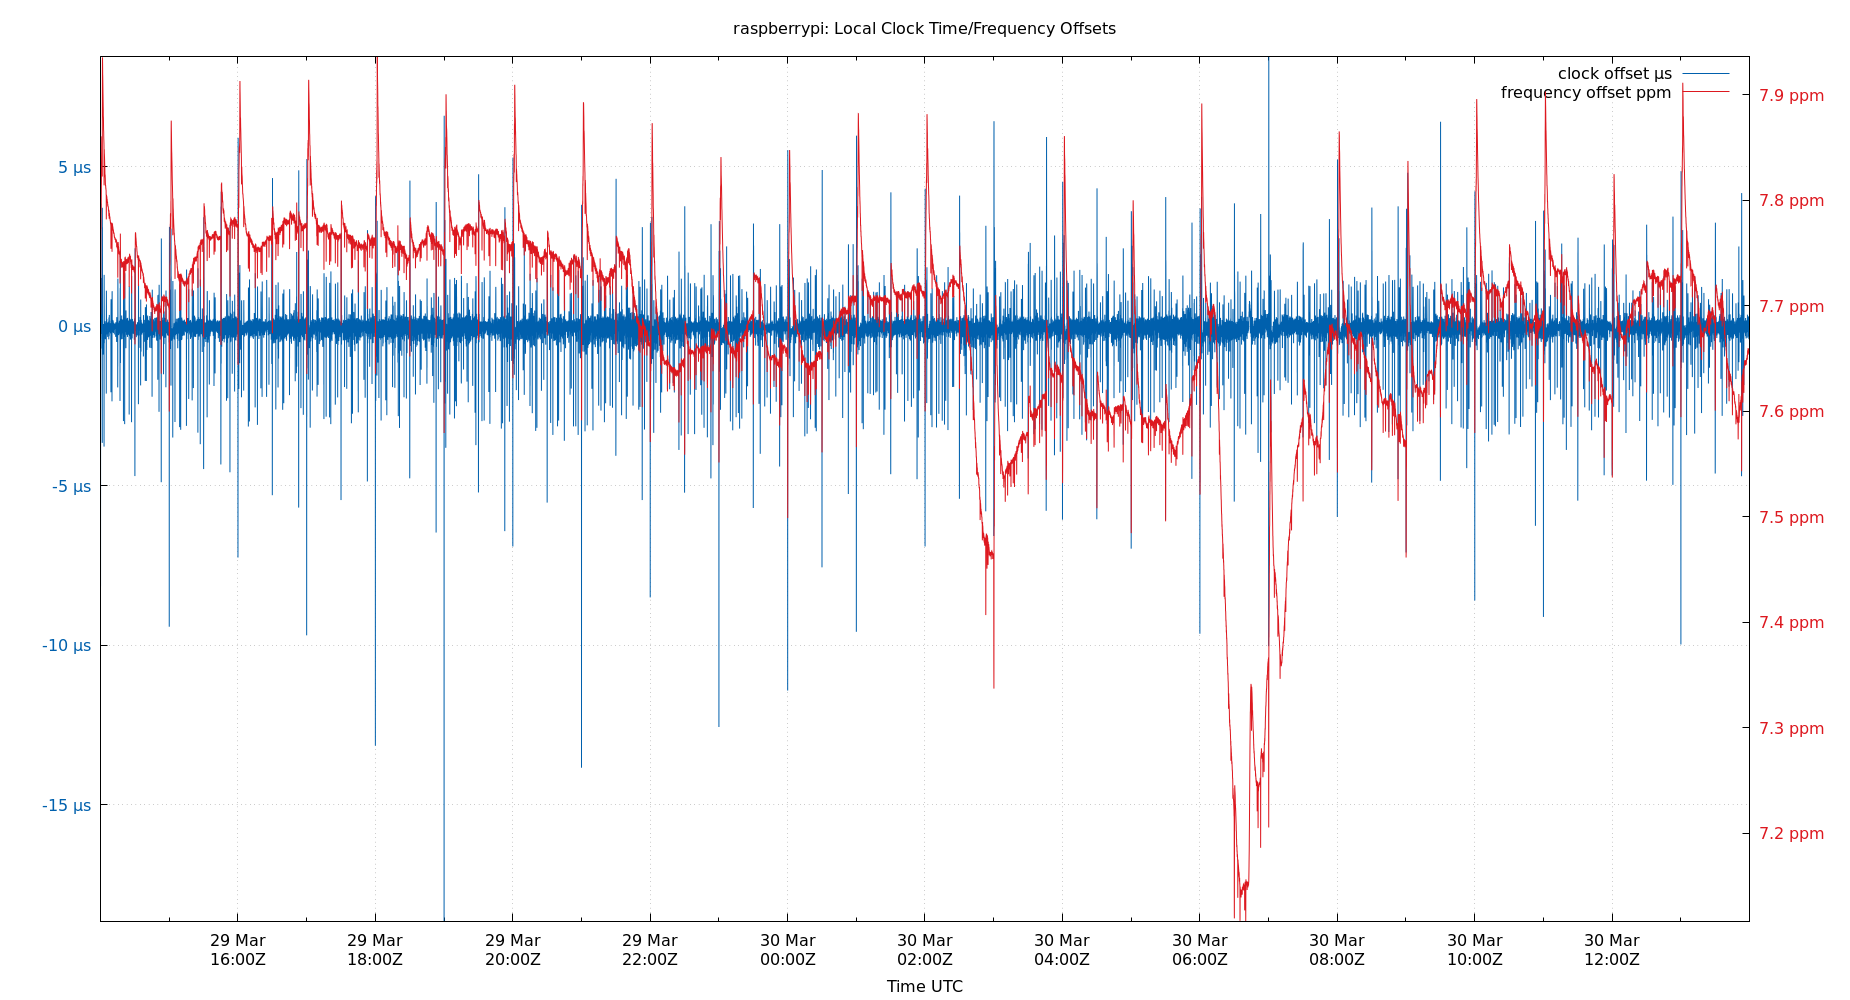 raspberrypi: Local Clock Time/Frequency Offsets
clock offset µs
frequency offset ppm
5 µs
0 µs
-5 µs
-10 µs
-15 µs
7.9 ppm
7.8 ppm
7.7 ppm
7.6 ppm
7.5 ppm
7.4 ppm
7.3 ppm
7.2 ppm
29 Mar 29 Mar 29 Mar 29 Mar 30 Mar 30 Mar 30 Mar 30 Mar 30 Mar 30 Mar 30 Mar
16:00Z 18:00Z 20:00Z 22:00Z 00:00Z 02:00Z 04:00Z 06:00Z 08:00Z 10:00Z 12:00Z
Time UTC